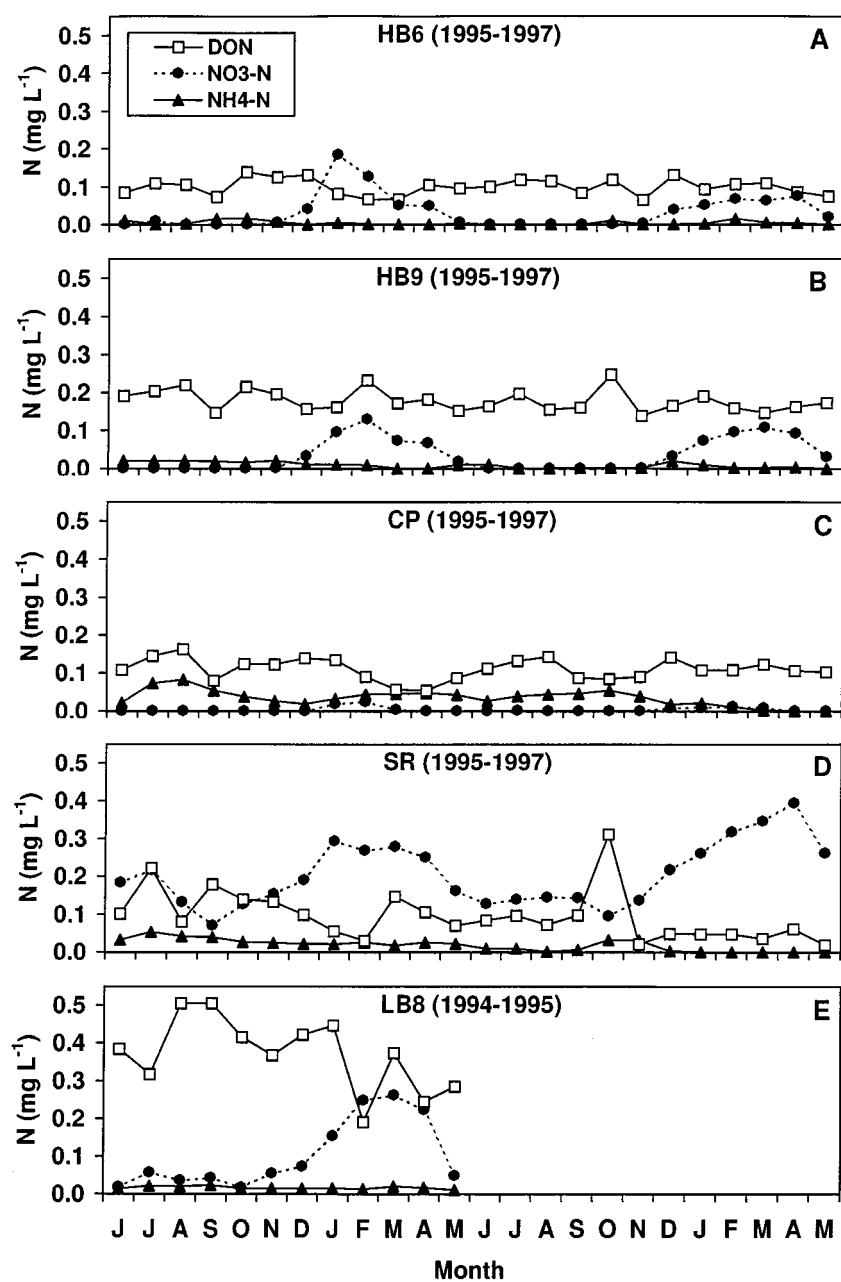 HB6 (1995-1997)
A
DON
NO3-N
NH4-N
N (mg L-1)
0.5
0.4
0.3
0.2
0.1
0.0
HB9 (1995-1997)
B
N (mg L-1)
0.5
0.4
0.3
0.2
0.1
0.0
CP (1995-1997)
C
N (mg L-1)
0.5
0.4
0.3
0.2
0.1
0.0
SR (1995-1997)
D
N (mg L-1)
0.5
0.4
0.3
0.2
0.1
0.0
LB8 (1994-1995)
E
N (mg L-1)
0.5
0.4
0.3
0.2
0.1
0.0
J J A S O N D J F M A M J J A S O N D J F M A M
Month